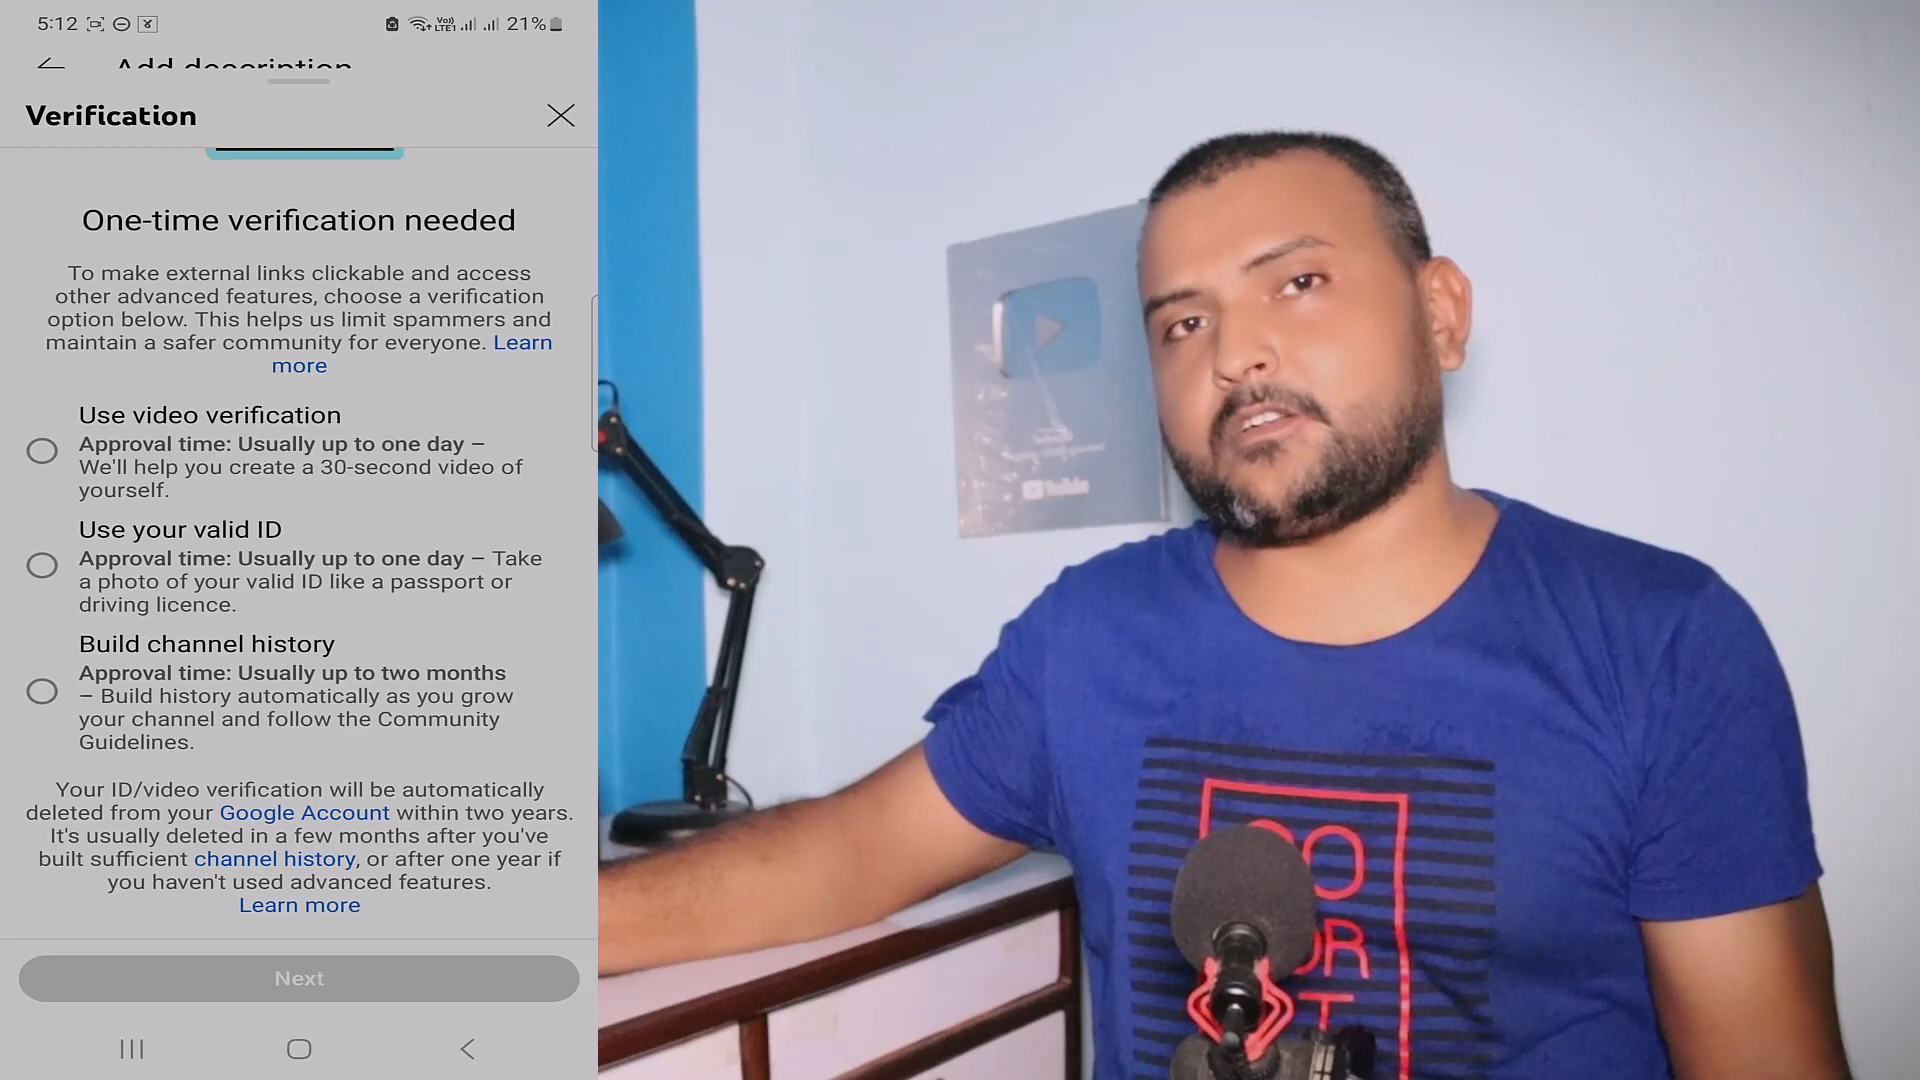 5:12
Vo))
LTE1
21%
Add description
Verification
One-time verification needed
To make external links clickable and access
other advanced features, choose a verification
option below. This helps us limit spammers and
maintain a safer community for everyone. Learn
more
Use video verification
Approval time: Usually up to one day –
We'll help you create a 30-second video of
yourself.
Use your valid ID
Approval time: Usually up to one day – Take
a photo of your valid ID like a passport or
driving licence.
Build channel history
Approval time: Usually up to two months
– Build history automatically as you grow
your channel and follow the Community
Guidelines.
Your ID/video verification will be automatically
deleted from your Google Account within two years.
It's usually deleted in a few months after you've
built sufficient channel history, or after one year if
you haven't used advanced features.
Learn more
Next
YouTube